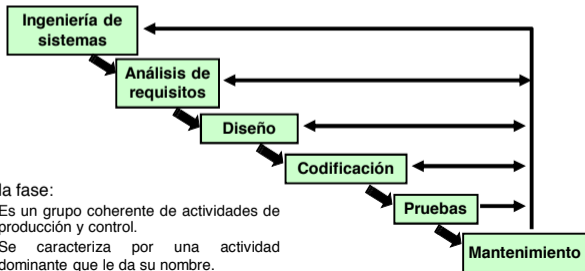 Ingeniería de
sistemas
Análisis de
requisitos
Diseño
Codificación
Pruebas
Mantenimiento
la fase:
Es un grupo coherente de actividades de
producción y control.
Se caracteriza por una actividad
dominante que le da su nombre.